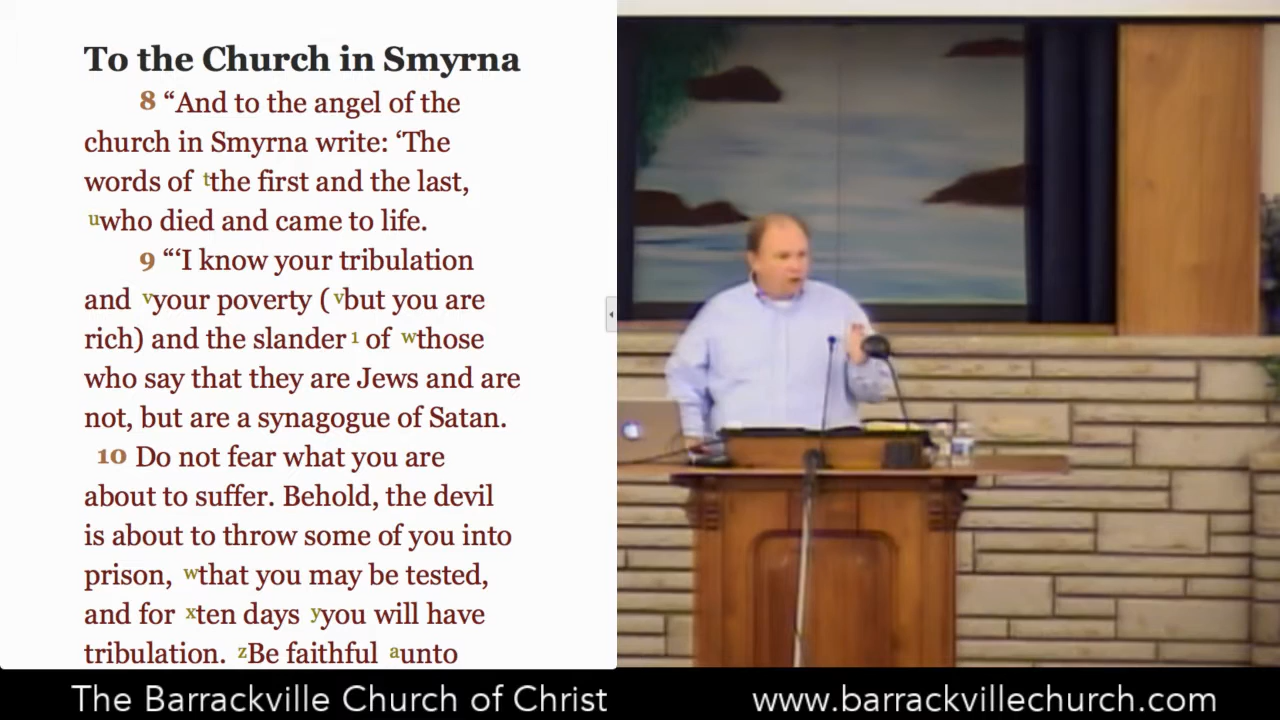 To the Church in Smyrna
8 “And to the angel of the
church in Smyrna write: ‘The
words of tthe first and the last,
uwho died and came to life.
9 “‘I know your tribulation
and vyour poverty (vbut you are
rich) and the slander1 of wthose
who say that they are Jews and are
not, but are a synagogue of Satan.
10 Do not fear what you are
about to suffer. Behold, the devil
is about to throw some of you into
prison, wthat you may be tested,
and for xten days yyou will have
tribulation. zBe faithful aunto
The Barrackville Church of Christ
www.barrackvillechurch.com